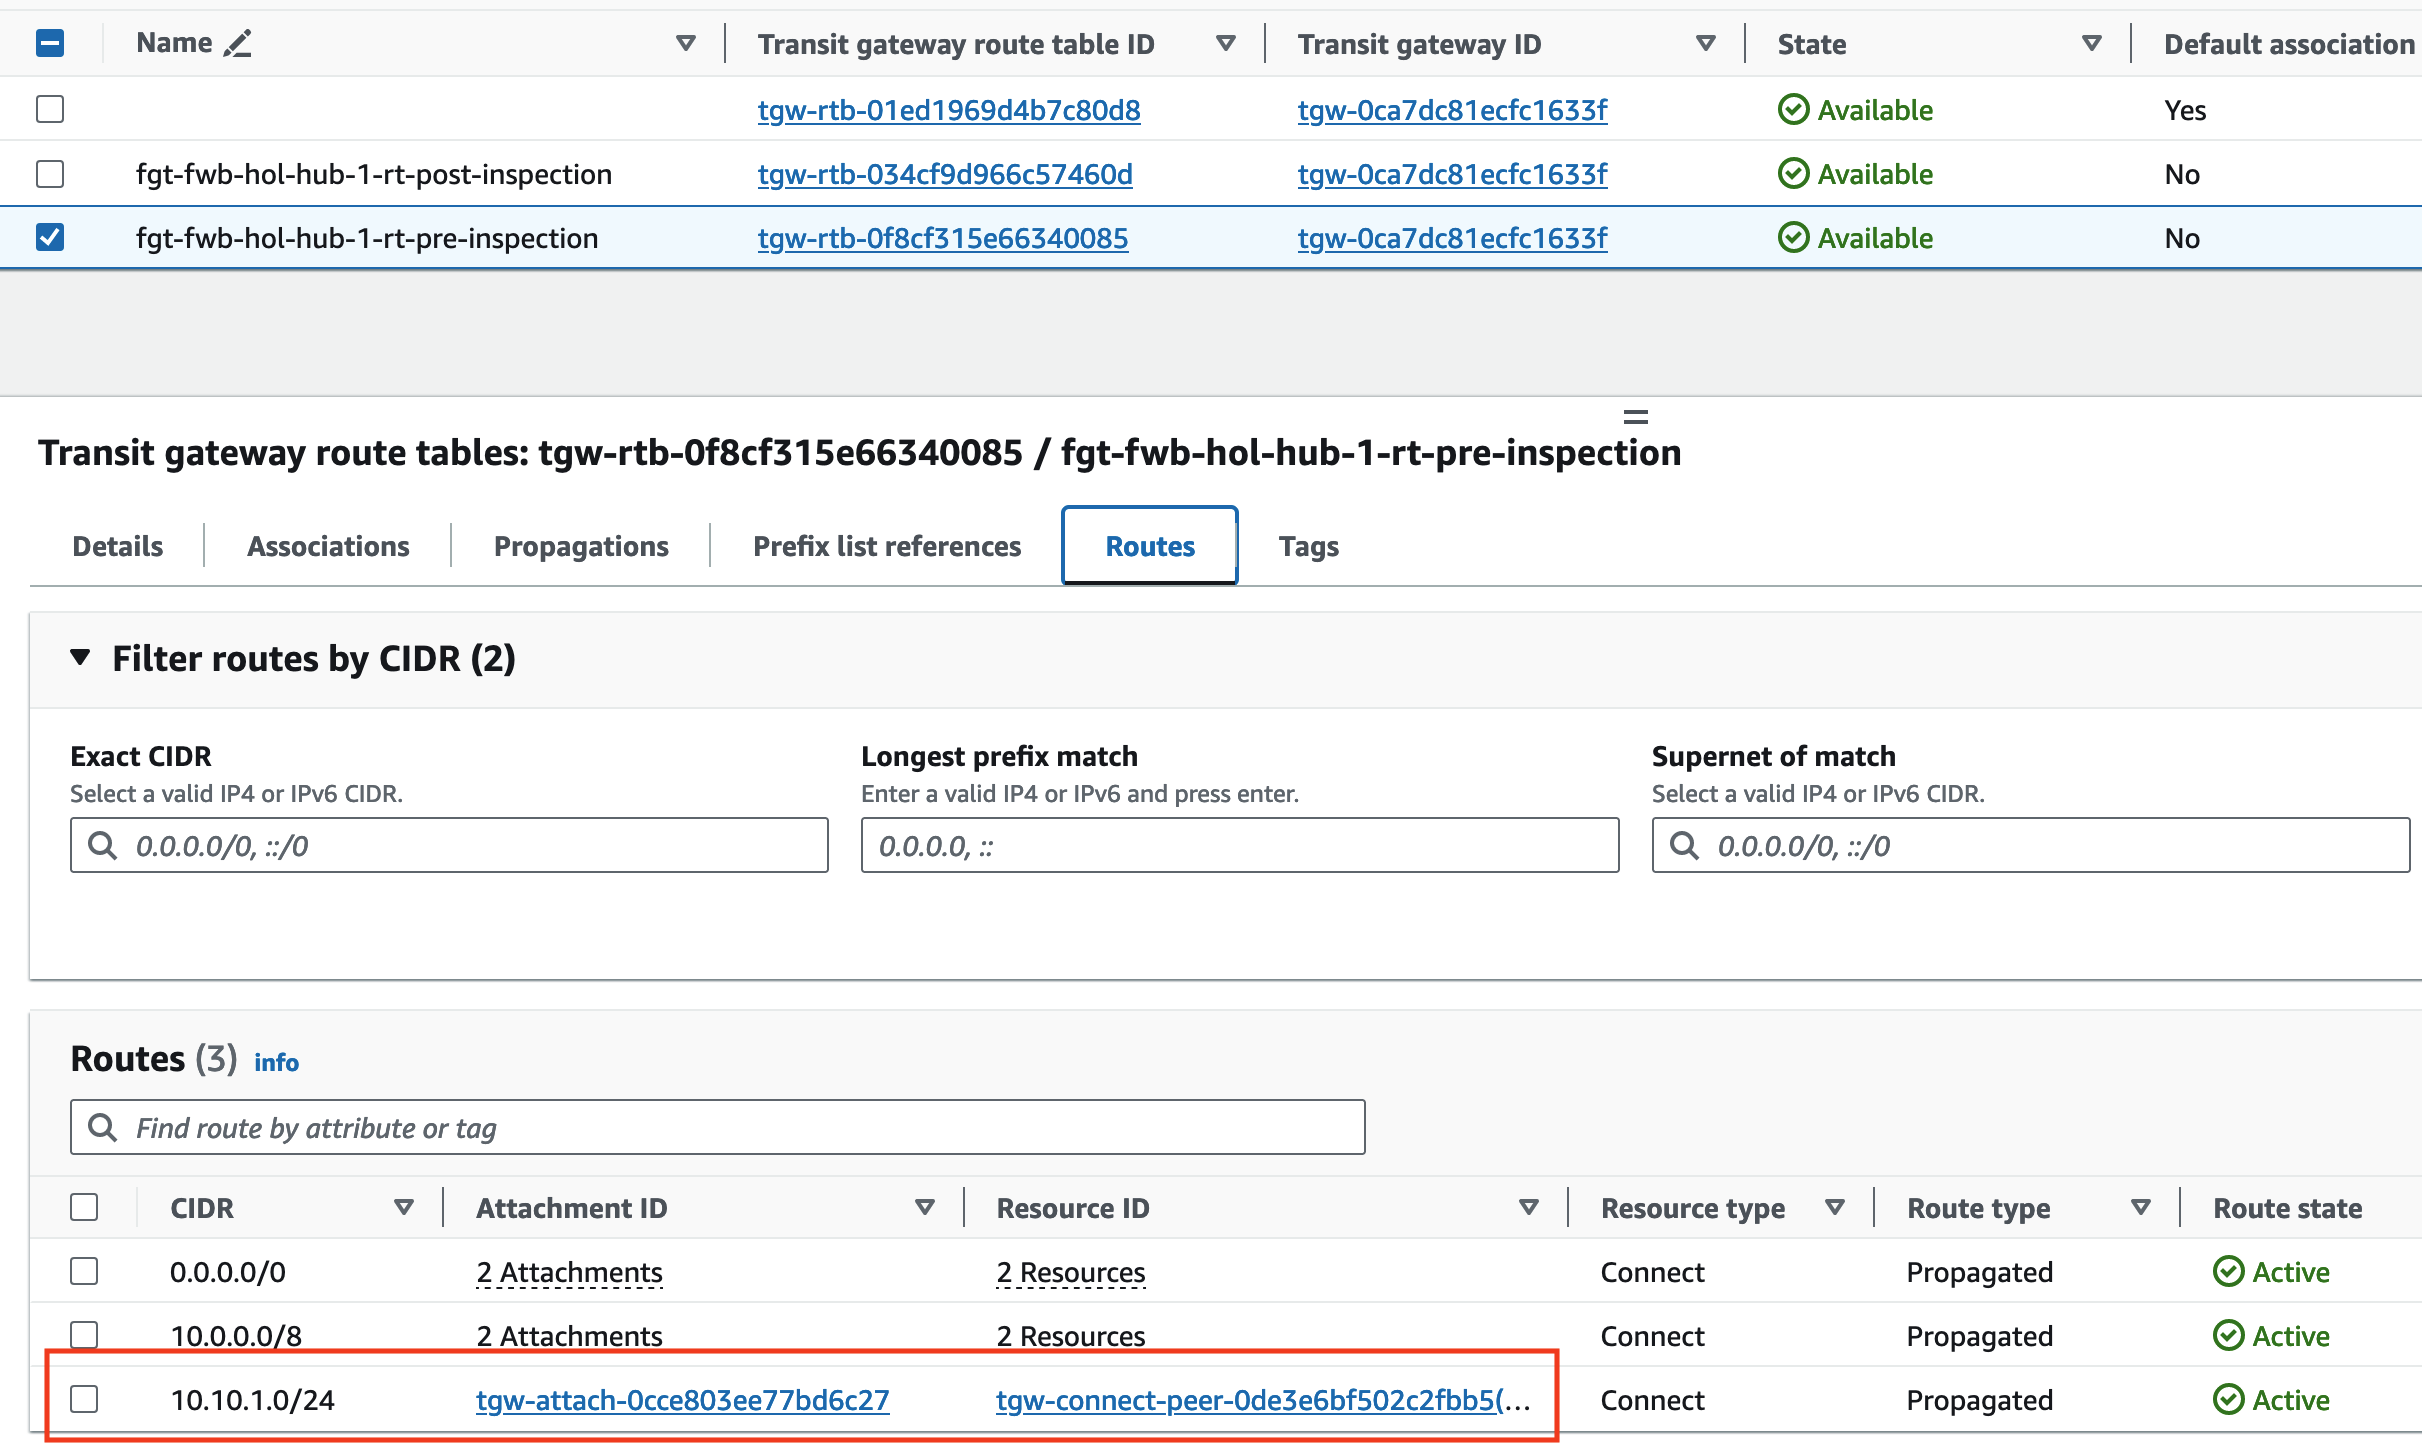 Name Transit gateway route table ID Transit gateway ID State Default association
tgw-rtb-01ed1969d4b7c80d8 tgw-0ca7dc81ecfc1633f Available Yes
fgt-fwb-hol-hub-1-rt-post-inspection tgw-rtb-034cf9d966c57460d tgw-0ca7dc81ecfc1633f Available No
fgt-fwb-hol-hub-1-rt-pre-inspection tgw-rtb-0f8cf315e66340085 tgw-0ca7dc81ecfc1633f Available No
Transit gateway route tables: tgw-rtb-0f8cf315e66340085 / fgt-fwb-hol-hub-1-rt-pre-inspection
Details Associations Propagations Prefix list references Routes Tags
Filter routes by CIDR (2)
Exact CIDR Longest prefix match Supernet of match
Select a valid IP4 or IPv6 CIDR. Enter a valid IP4 or IPv6 and press enter. Select a valid IP4 or IPv6 CIDR.
0.0.0.0/0, ::/0 0.0.0.0, :: 0.0.0.0/0, ::/0
Routes (3) info
Find route by attribute or tag
CIDR Attachment ID Resource ID Resource type Route type Route state
0.0.0.0/0 2 Attachments 2 Resources Connect Propagated Active
10.0.0.0/8 2 Attachments 2 Resources Connect Propagated Active
10.10.1.0/24 tgw-attach-0cce803ee77bd6c27 tgw-connect-peer-0de3e6bf502c2fbb5(... Connect Propagated Active